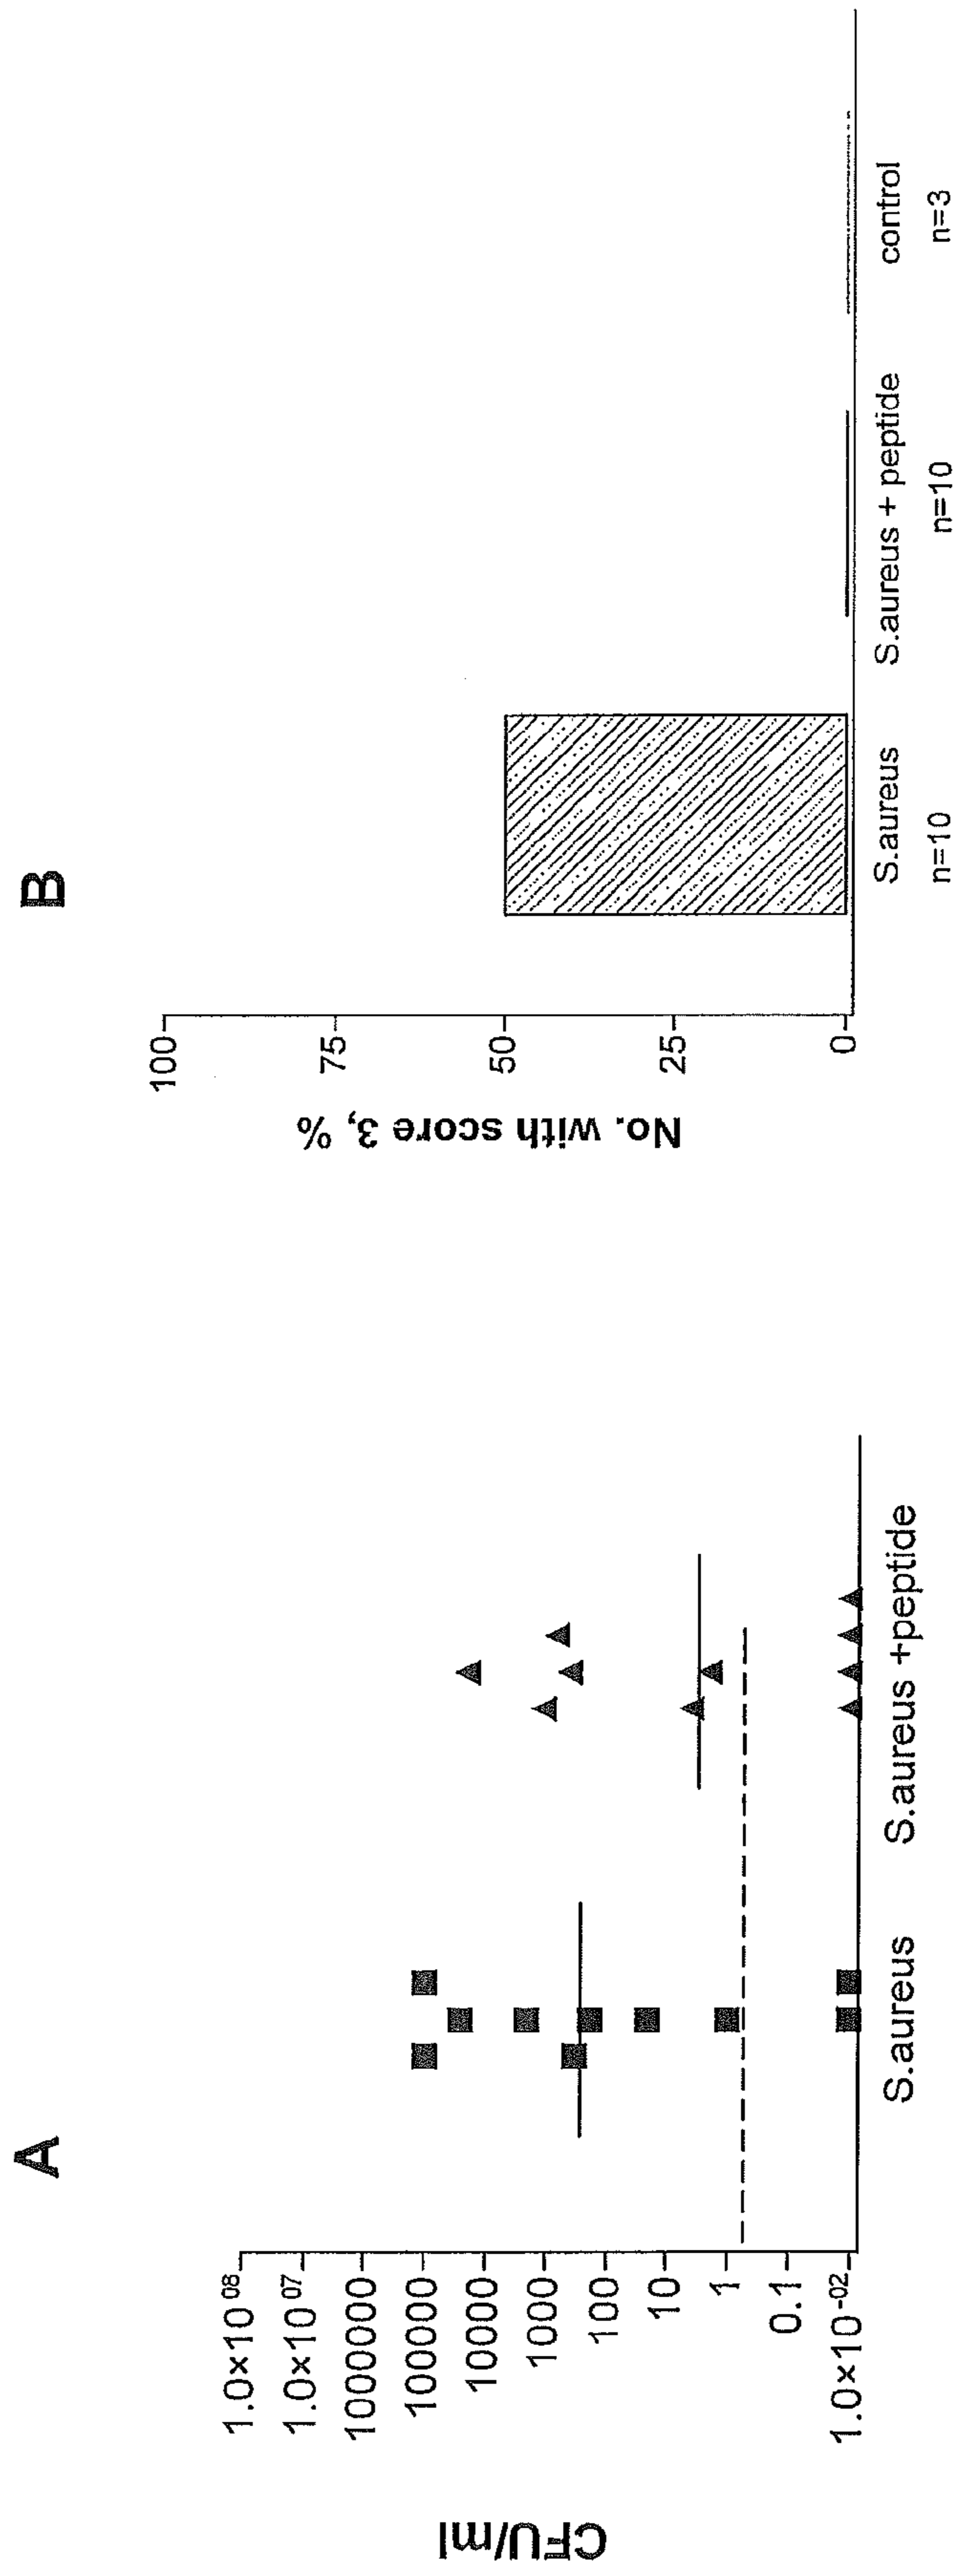 A
CFU/ml
1.0×10⁰⁸
1.0×10⁰⁷
1000000
100000
10000
1000
100
10
1
0.1
1.0×10⁻⁰²
S.aureus
S.aureus +peptide
B
No. with score 3, %
100
75
50
25
0
S.aureus
S.aureus + peptide
control
n=10
n=10
n=3